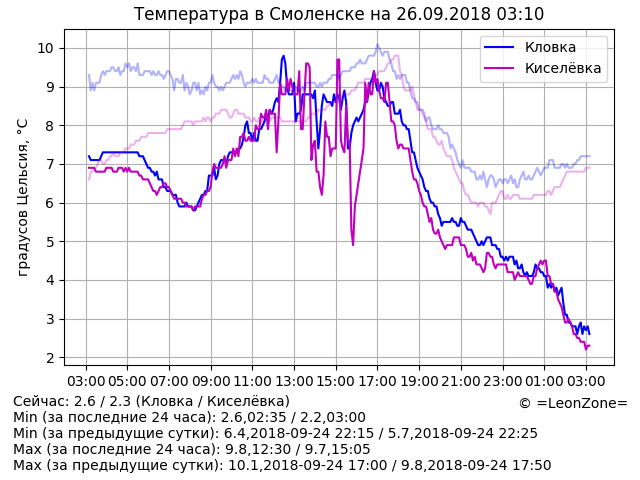 Температура в Смоленске на 26.09.2018 03:10
Кловка
Киселёвка
градусов Цельсия, °C
10
9
8
7
6
5
4
3
2
03:00 05:00 07:00 09:00 11:00 13:00 15:00 17:00 19:00 21:00 23:00 01:00 03:00
Сейчас: 2.6 / 2.3 (Кловка / Киселёвка)
© =LeonZone=
Min (за последние 24 часа): 2.6,02:35 / 2.2,03:00
Min (за предыдущие сутки): 6.4,2018-09-24 22:15 / 5.7,2018-09-24 22:25
Max (за последние 24 часа): 9.8,12:30 / 9.7,15:05
Max (за предыдущие сутки): 10.1,2018-09-24 17:00 / 9.8,2018-09-24 17:50